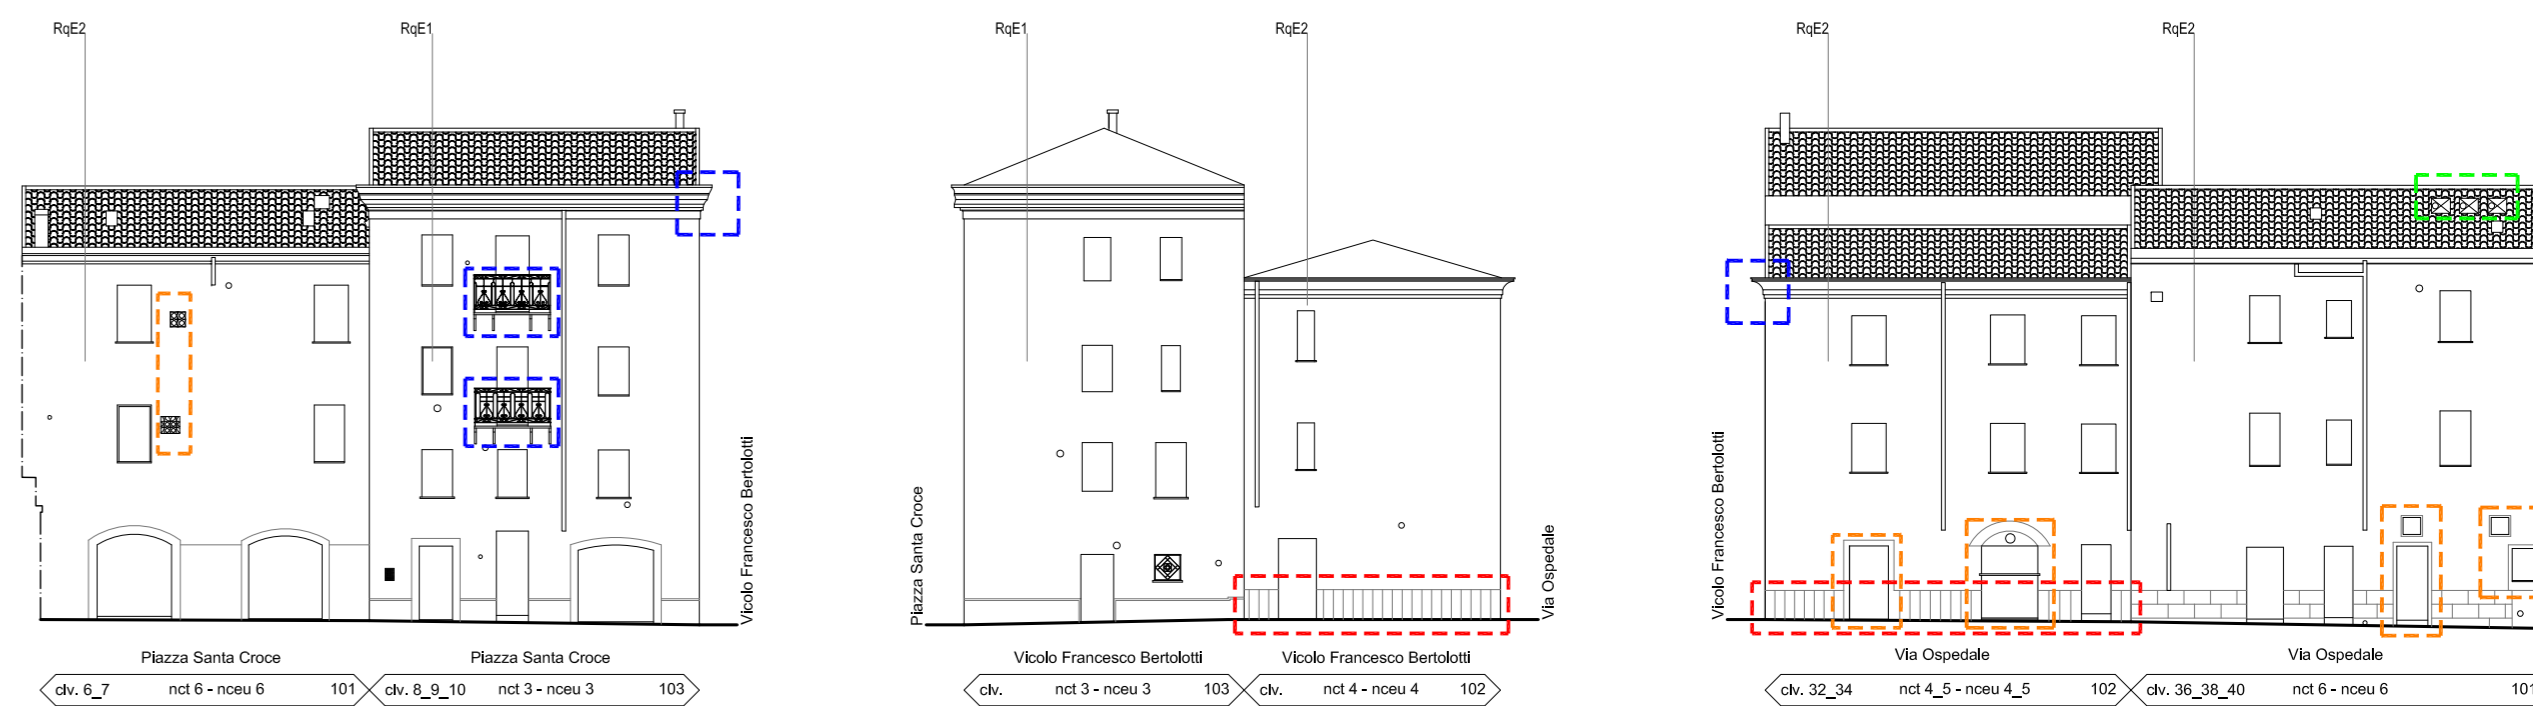 RqE2
RqE1
RqE1
RqE2
RqE2
RqE2
Vicolo Francesco Bertolotti
Piazza Santa Croce
Via Ospedale
Vicolo Francesco Bertolotti
Piazza Santa Croce
Piazza Santa Croce
Vicolo Francesco Bertolotti
Vicolo Francesco Bertolotti
Via Ospedale
Via Ospedale
clv. 6_7 nct 6 - nceu 6 101
clv. 8_9_10 nct 3 - nceu 3 103
clv. nct 3 - nceu 3 103
clv. nct 4 - nceu 4 102
clv. 32_34 nct 4_5 - nceu 4_5 102
clv. 36_38_40 nct 6 - nceu 6 101